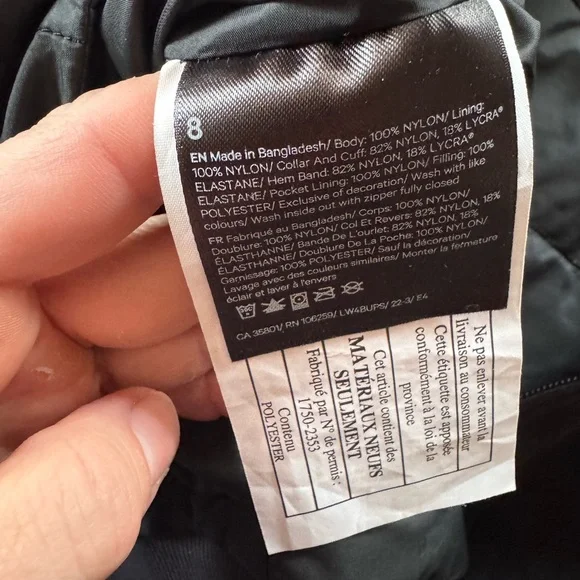 8
EN Made in Bangladesh/ Body: 100% NYLON/ Lining:
100% NYLON/ Collar And Cuff: 82% NYLON, 18% LYCRA®
ELASTANE/ Hem Band: 82% NYLON, 18% LYCRA®
ELASTANE/ Pocket Lining: 100% NYLON/ Filling: 100%
POLYESTER/ Exclusive of decoration/ Wash with like
colours/ Wash inside out with zipper fully closed
FR Fabriqué au Bangladesh/ Corps: 100% NYLON/
Doublure: 100% NYLON/ Col Et Revers: 82% NYLON, 18%
ÉLASTHANNE/ Bande De L'ourlet: 82% NYLON, 18%
ÉLASTHANNE/ Doublure De La Poche: 100% NYLON/
Garnissage: 100% POLYESTER/ Sauf la décoration/
Lavage avec des couleurs similaires/ Monter la fermeture
éclair et laver à l'envers
CA 35801/ RN 106259/ LW4BUPS/ 22-3/ E4
Ne pas enlever avant la
livraison au consommateur
Cette étiquette est apposée
conformément à la loi de la
province
Cet article contient des
MATÉRIAUX NEUFS
SEULEMENT
Fabriqué par N° de permis:
1750-2353
Contenu
POLYESTER